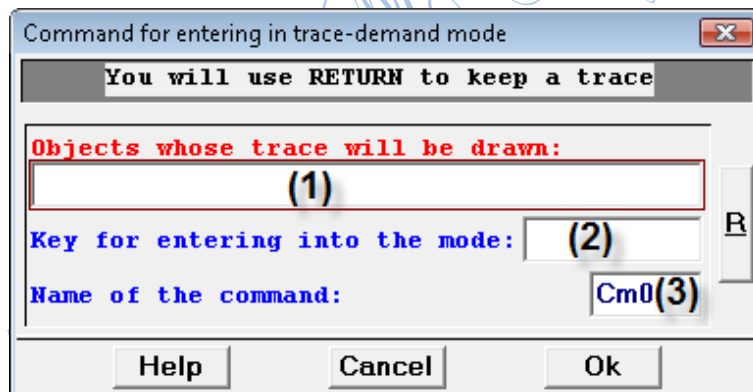 Command for entering in trace-demand mode
You will use RETURN to keep a trace
Objects whose trace will be drawn:
(1)
Key for entering into the mode: (2)
R
Name of the command: Cm0(3)
Help Cancel Ok